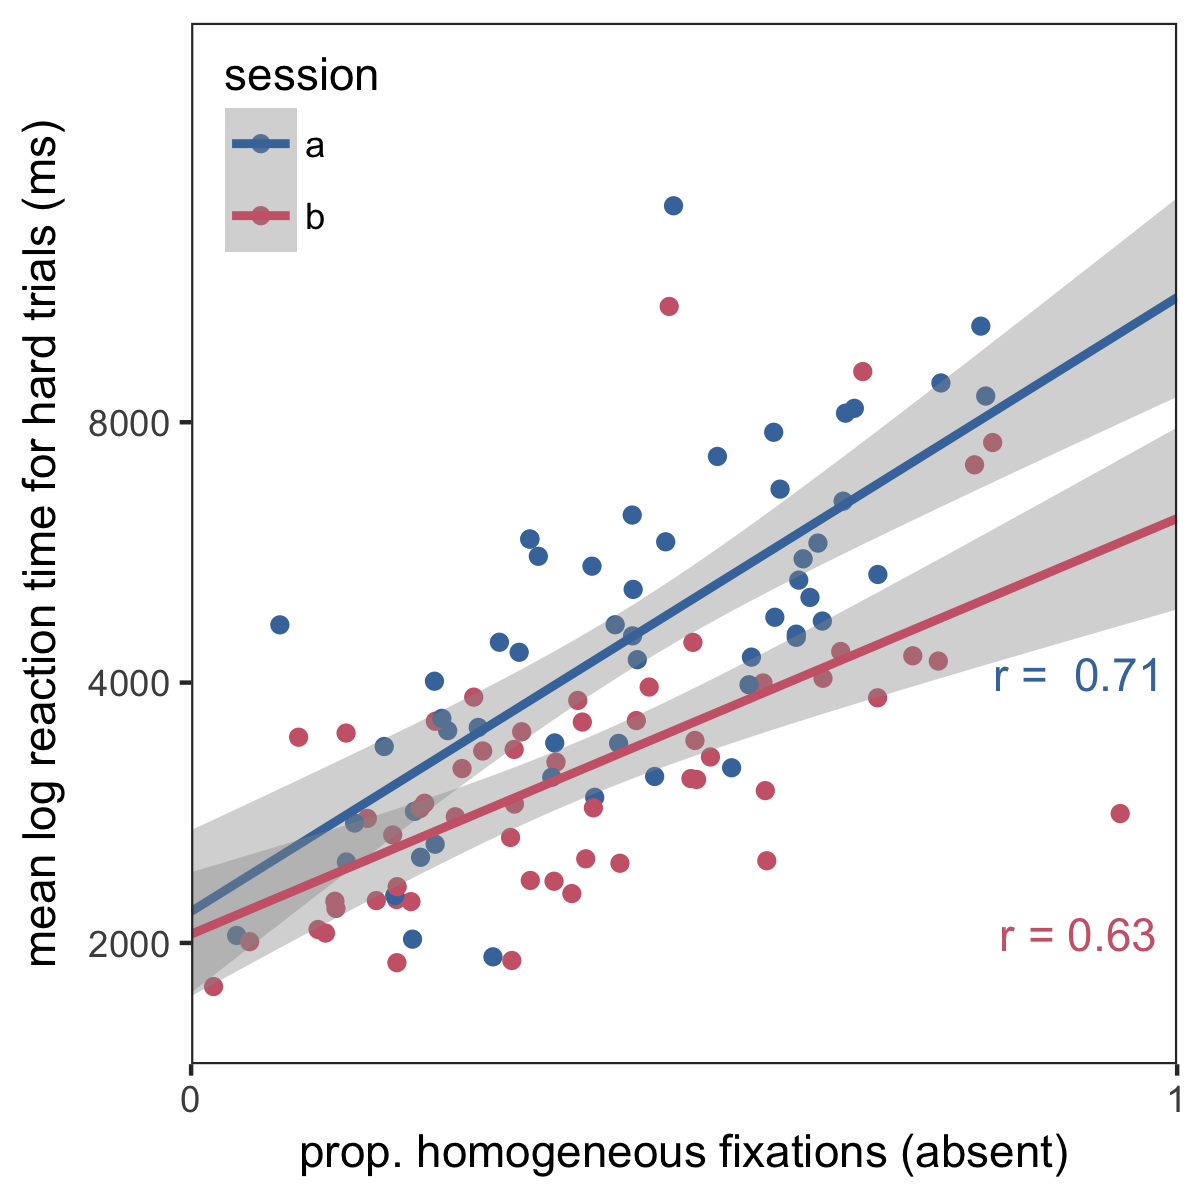 session
a
b
mean log reaction time for hard trials (ms)
8000
4000
2000
r =  0.71
r = 0.63
0
1
prop. homogeneous fixations (absent)